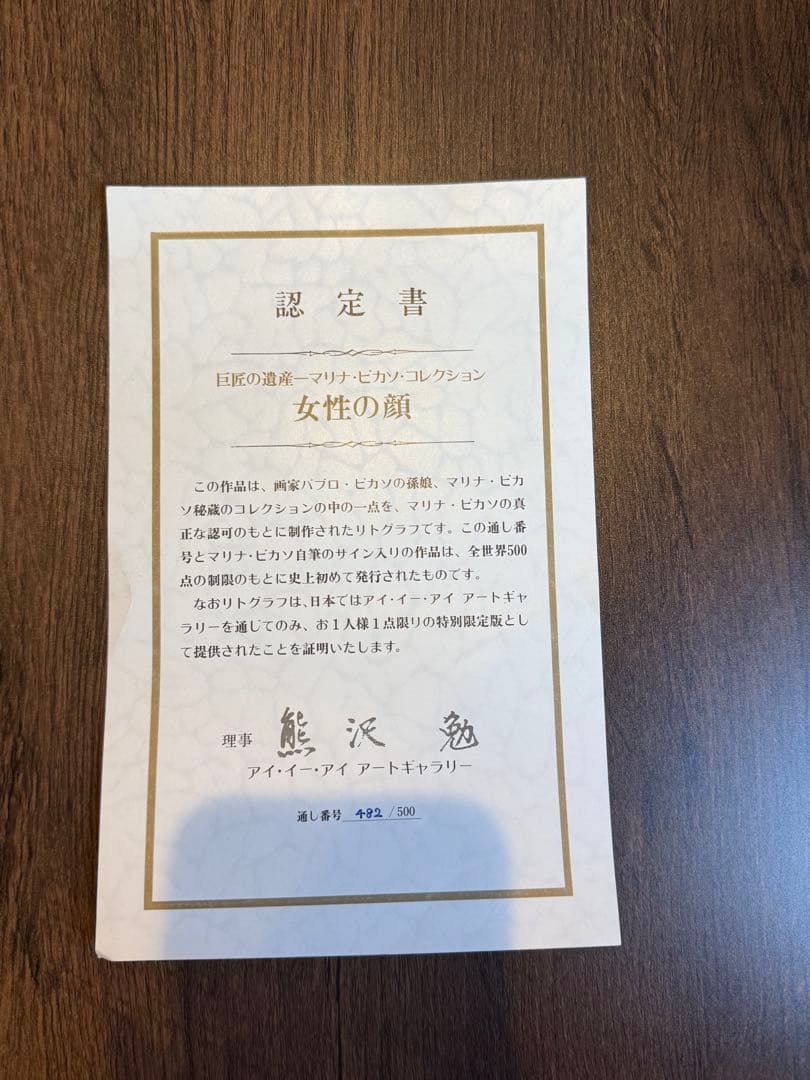 認定書
巨匠の遺産―マリナ・ピカソ・コレクション
女性の顔
この作品は、画家パブロ・ピカソの孫娘、マリナ・ピカ
ソ秘蔵のコレクションの中の一点を、マリナ・ピカソの真
正な認可のもとに制作されたリトグラフです。この通し番
号とマリナ・ピカソ自筆のサイン入りの作品は、全世界500
点の制限のもとに史上初めて発行されたものです。
なおリトグラフは、日本ではアイ・イー・アイ アートギャ
ラリーを通じてのみ、お1人様1点限りの特別限定版とし
て提供されたことを証明いたします。
理事 熊沢 勉
アイ・イー・アイ アートギャラリー
通し番号 482 /500